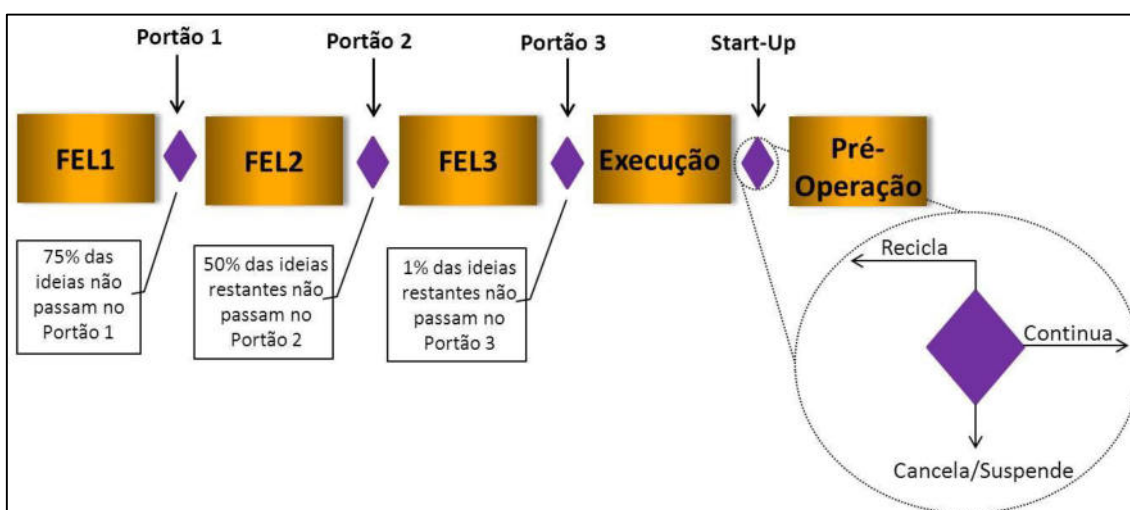 Portão 1
Portão 2
Portão 3
Start-Up
FEL1
FEL2
FEL3
Execução
Pré-
Operação
75% das
ideias não
passam no
Portão 1
50% das ideias
restantes não
passam no
Portão 2
1% das ideias
restantes não
passam no
Portão 3
Recicla
Continua
Cancela/Suspende